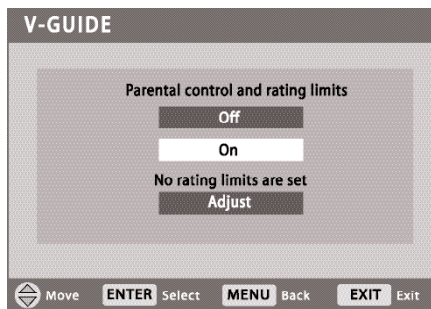 V-GUIDE
Parental control and rating limits
Off
On
No rating limits are set
Adjust
Move ENTER Select MENU Back EXIT Exit